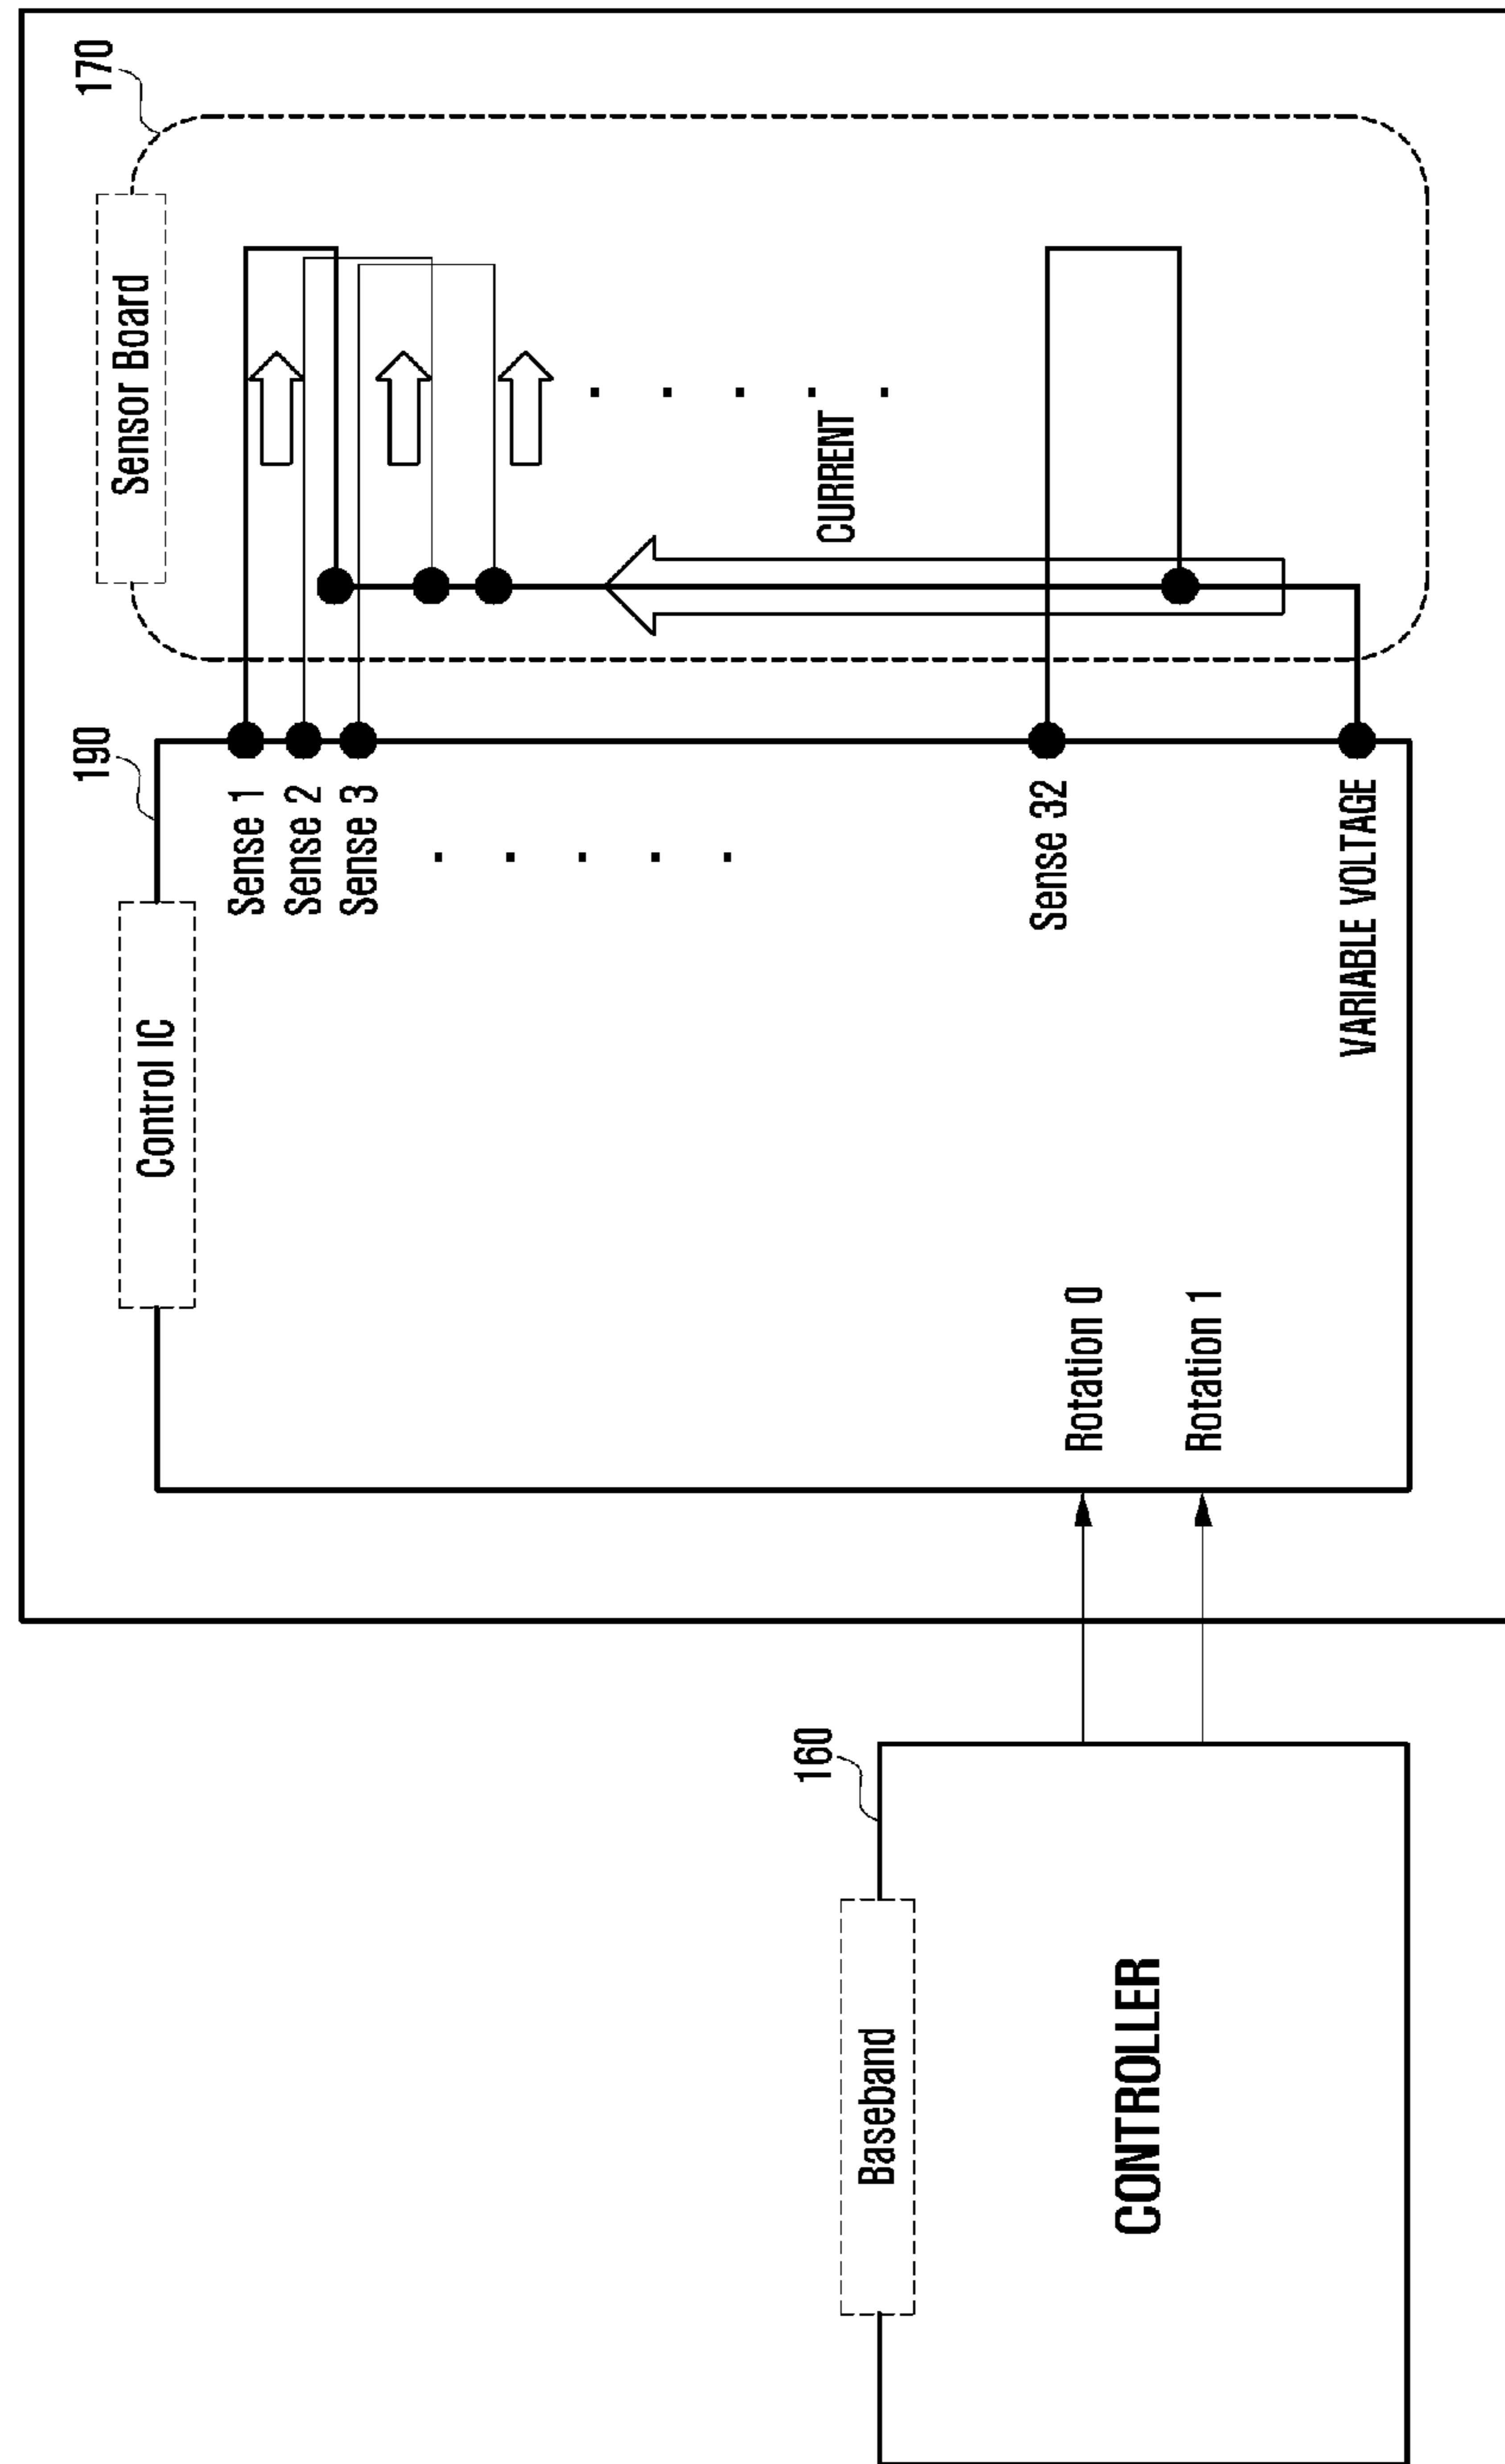 170
Sensor Board
CURRENT
190
Control IC
Sense 1
Sense 2
Sense 3
Sense 32
VARIABLE VOLTAGE
Rotation 0
Rotation 1
160
Baseband
CONTROLLER